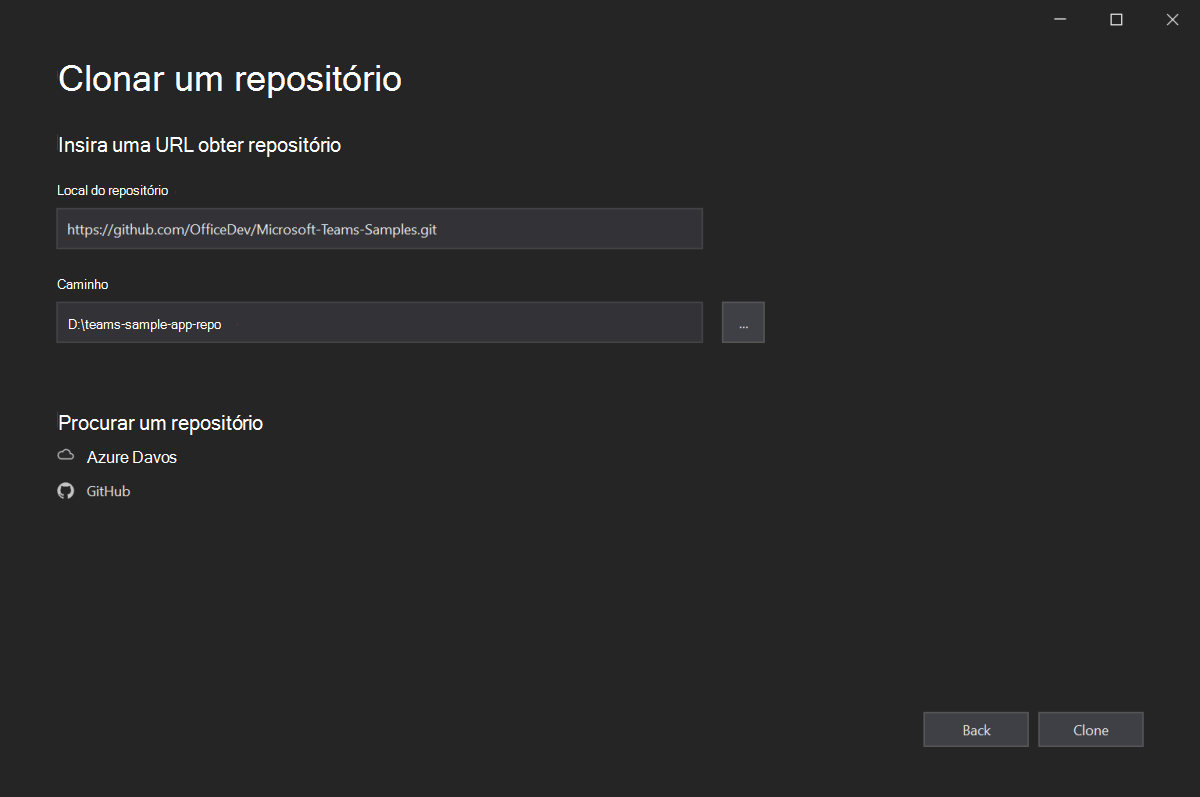 Clonar um repositório
Insira uma URL obter repositório
Local do repositório
https://github.com/OfficeDev/Microsoft-Teams-Samples.git
Caminho
D:\teams-sample-app-repo
...
Procurar um repositório
Azure Davos
GitHub
Back
Clone